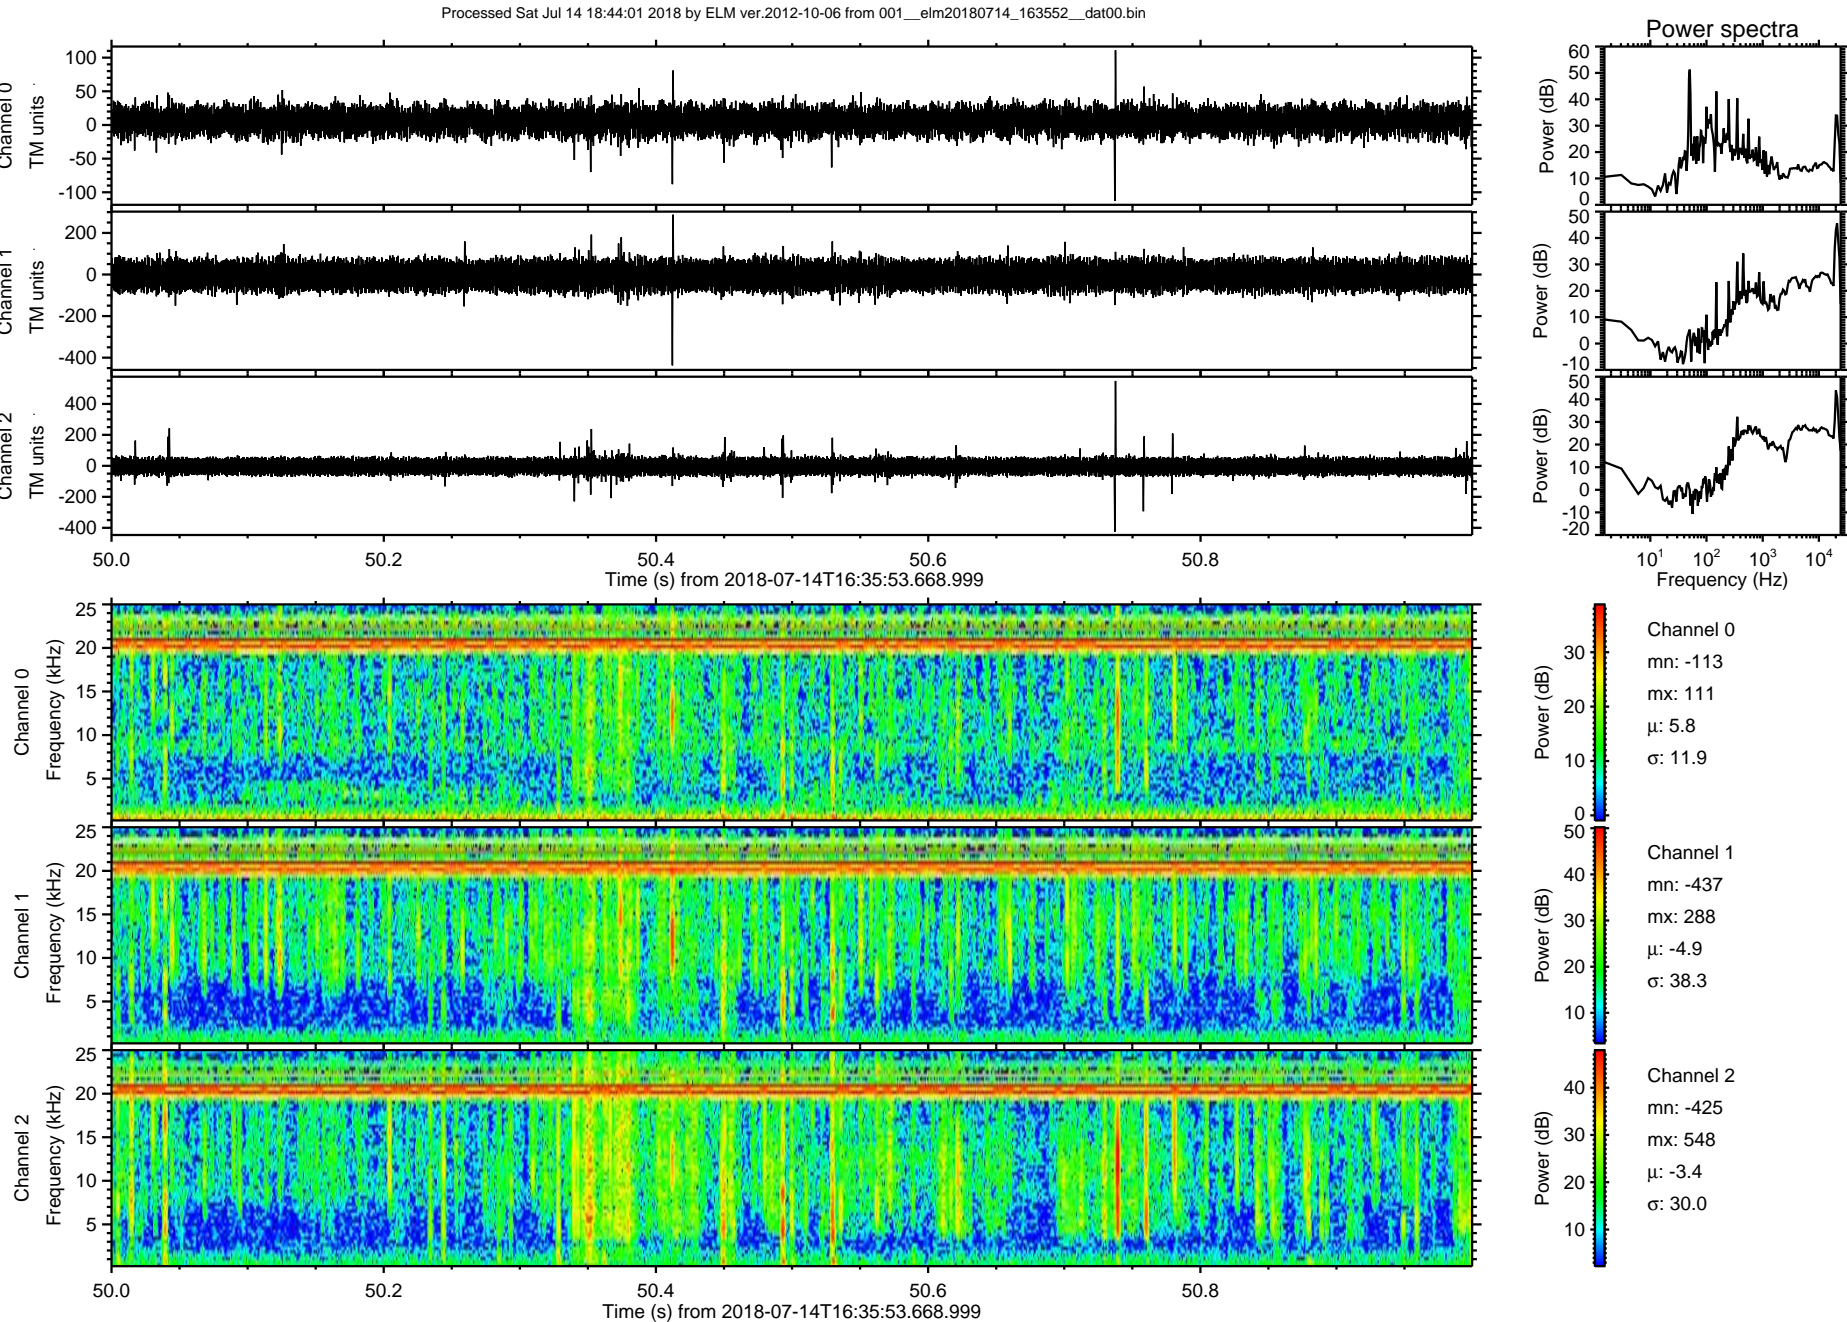 Processed Sat Jul 14 18:44:01 2018 by ELM ver.2012-10-06 from 001__elm20180714_163552__dat00.bin
Power spectra
Channel 0
TM units
100
50
0
-50
-100
Power (dB)
60
50
40
30
20
10
0
Channel 1
TM units
200
0
-200
-400
Power (dB)
50
40
30
20
10
0
-10
Channel 2
TM units
400
200
0
-200
-400
Power (dB)
50
40
30
20
10
0
-10
-20
50.0 50.2 50.4 50.6 50.8
Time (s) from 2018-07-14T16:35:53.668.999
10¹ 10² 10³ 10⁴
Frequency (Hz)
Channel 0
Frequency (kHz)
25
20
15
10
5
Power (dB)
30
20
10
0
Channel 0
mn: -113
mx: 111
μ: 5.8
σ: 11.9
Channel 1
Frequency (kHz)
25
20
15
10
5
Power (dB)
50
40
30
20
10
Channel 1
mn: -437
mx: 288
μ: -4.9
σ: 38.3
Channel 2
Frequency (kHz)
25
20
15
10
5
Power (dB)
40
30
20
10
Channel 2
mn: -425
mx: 548
μ: -3.4
σ: 30.0
50.0 50.2 50.4 50.6 50.8
Time (s) from 2018-07-14T16:35:53.668.999